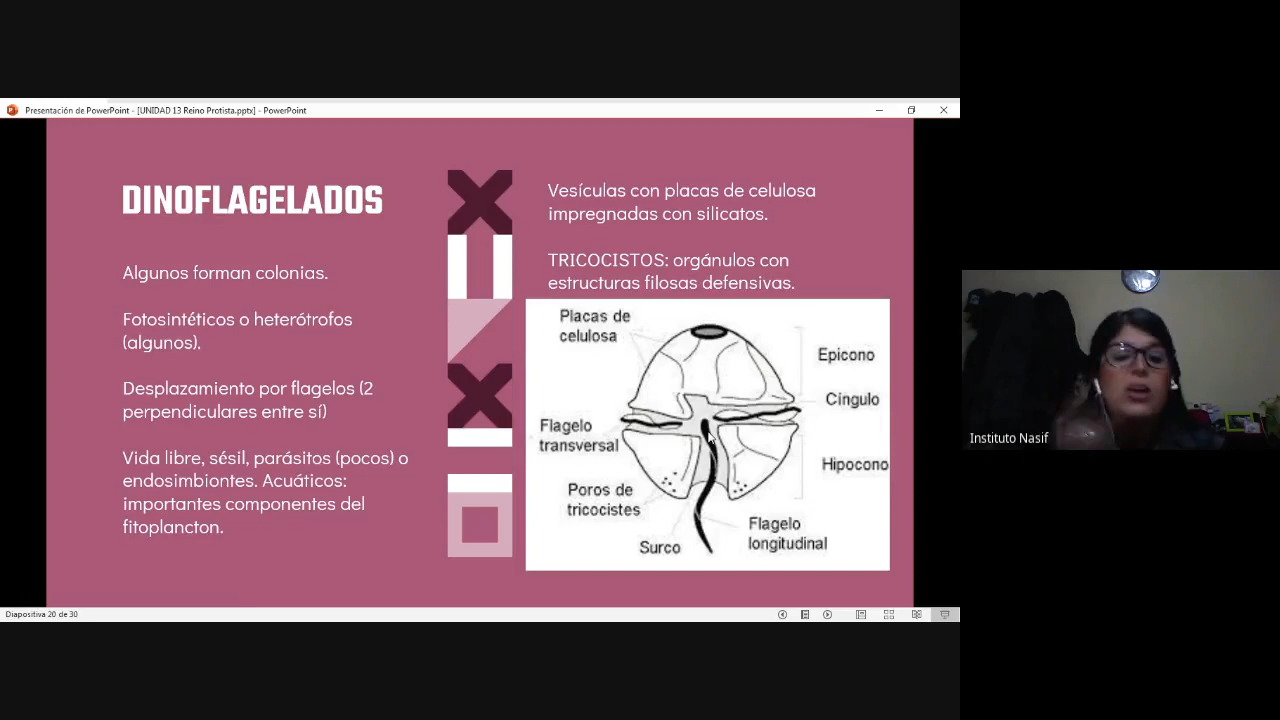 Presentación de PowerPoint - [UNIDAD 13 Reino Protista.pptx] - PowerPoint
DINOFLAGELADOS
Algunos forman colonias.
Fotosintéticos o heterótrofos
(algunos).
Desplazamiento por flagelos (2
perpendiculares entre sí)
Vida libre, sésil, parásitos (pocos) o
endosimbiontes. Acuáticos:
importantes componentes del
fitoplancton.
Vesículas con placas de celulosa
impregnadas con silicatos.
TRICOCISTOS: orgánulos con
estructuras filosas defensivas.
Placas de
celulosa
Epicono
Cíngulo
Flagelo
transversal
Hipocono
Poros de
tricocistes
Flagelo
longitudinal
Surco
Diapositiva 20 de 30
Instituto Nasif